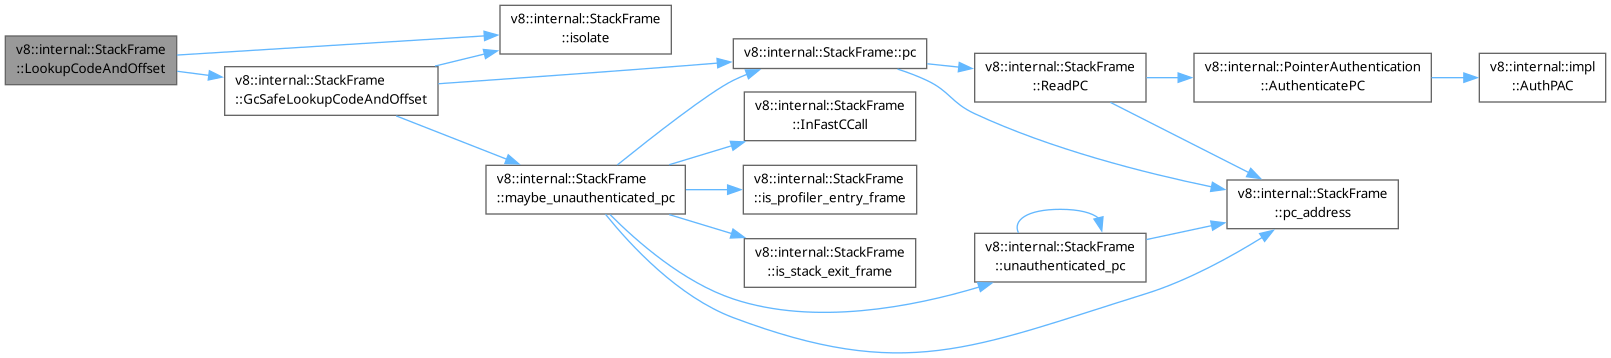 v8::internal::StackFrame
::LookupCodeAndOffset
v8::internal::StackFrame
::isolate
v8::internal::StackFrame
::GcSafeLookupCodeAndOffset
v8::internal::StackFrame::pc
v8::internal::StackFrame
::ReadPC
v8::internal::PointerAuthentication
::AuthenticatePC
v8::internal::impl
::AuthPAC
v8::internal::StackFrame
::InFastCCall
v8::internal::StackFrame
::maybe_unauthenticated_pc
v8::internal::StackFrame
::is_profiler_entry_frame
v8::internal::StackFrame
::pc_address
v8::internal::StackFrame
::is_stack_exit_frame
v8::internal::StackFrame
::unauthenticated_pc